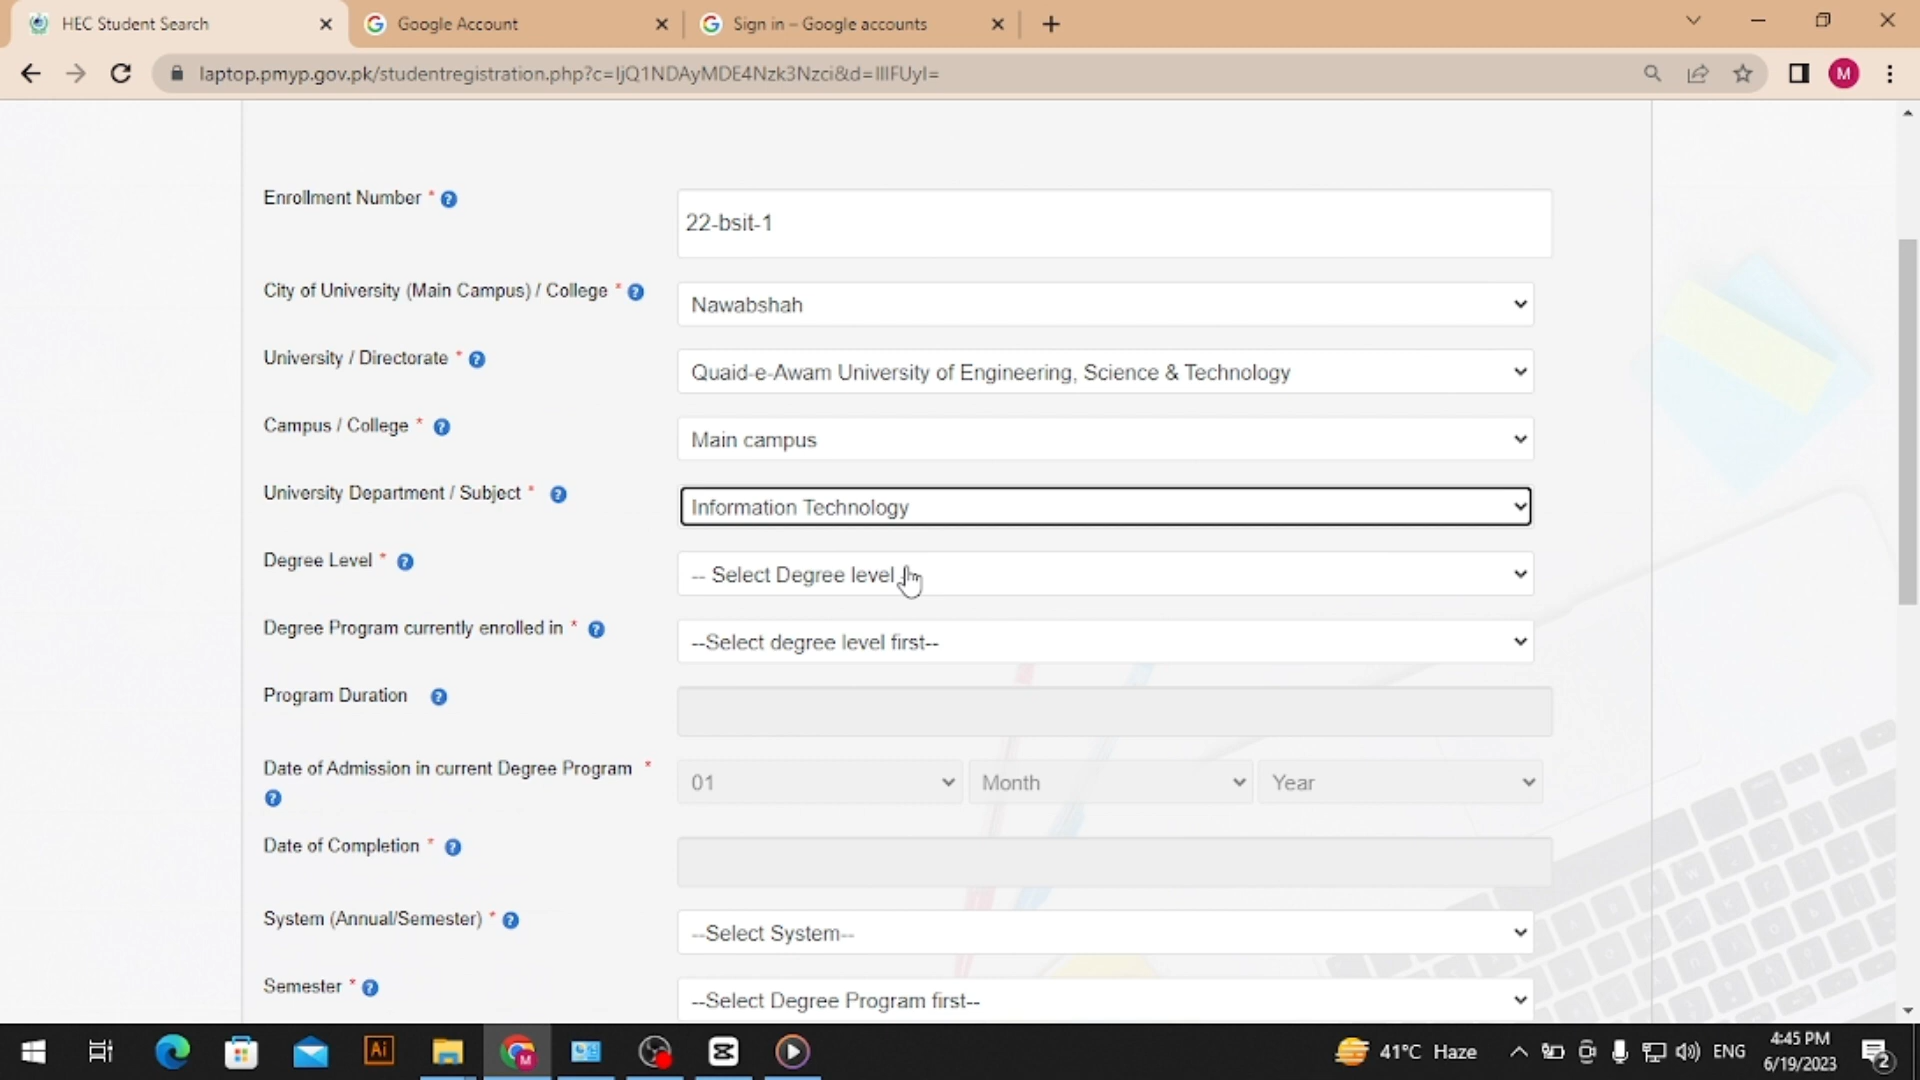 HEC Student Search
Google Account
Sign in – Google accounts
laptop.pmyp.gov.pk/studentregistration.php?c=IjQ1NDAyMDE4Nzk3Nzci&d=IllFUyI=
M
Enrollment Number *
22-bsit-1
City of University (Main Campus) / College *
Nawabshah
University / Directorate *
Quaid-e-Awam University of Engineering, Science & Technology
Campus / College *
Main campus
University Department / Subject *
Information Technology
Degree Level *
-- Select Degree level
Degree Program currently enrolled in *
--Select degree level first--
Program Duration
Date of Admission in current Degree Program *
01 Month Year
Date of Completion *
System (Annual/Semester) *
--Select System--
Semester *
--Select Degree Program first--
Ai
M
41°C Haze
ENG
4:45 PM
6/19/2023
2